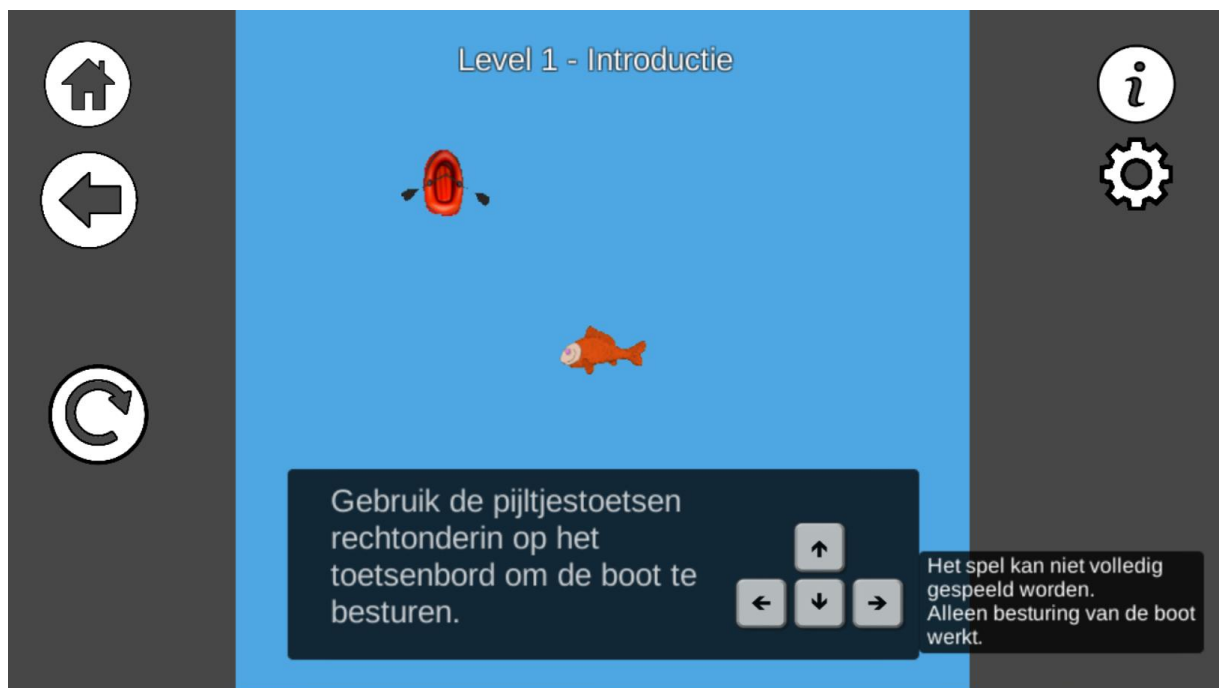 Level 1 - Introductie
Gebruik de pijltjestoetsen
rechtonderin op het
toetsenbord om de boot te
besturen.
Het spel kan niet volledig
gespeeld worden.
Alleen besturing van de boot
werkt.